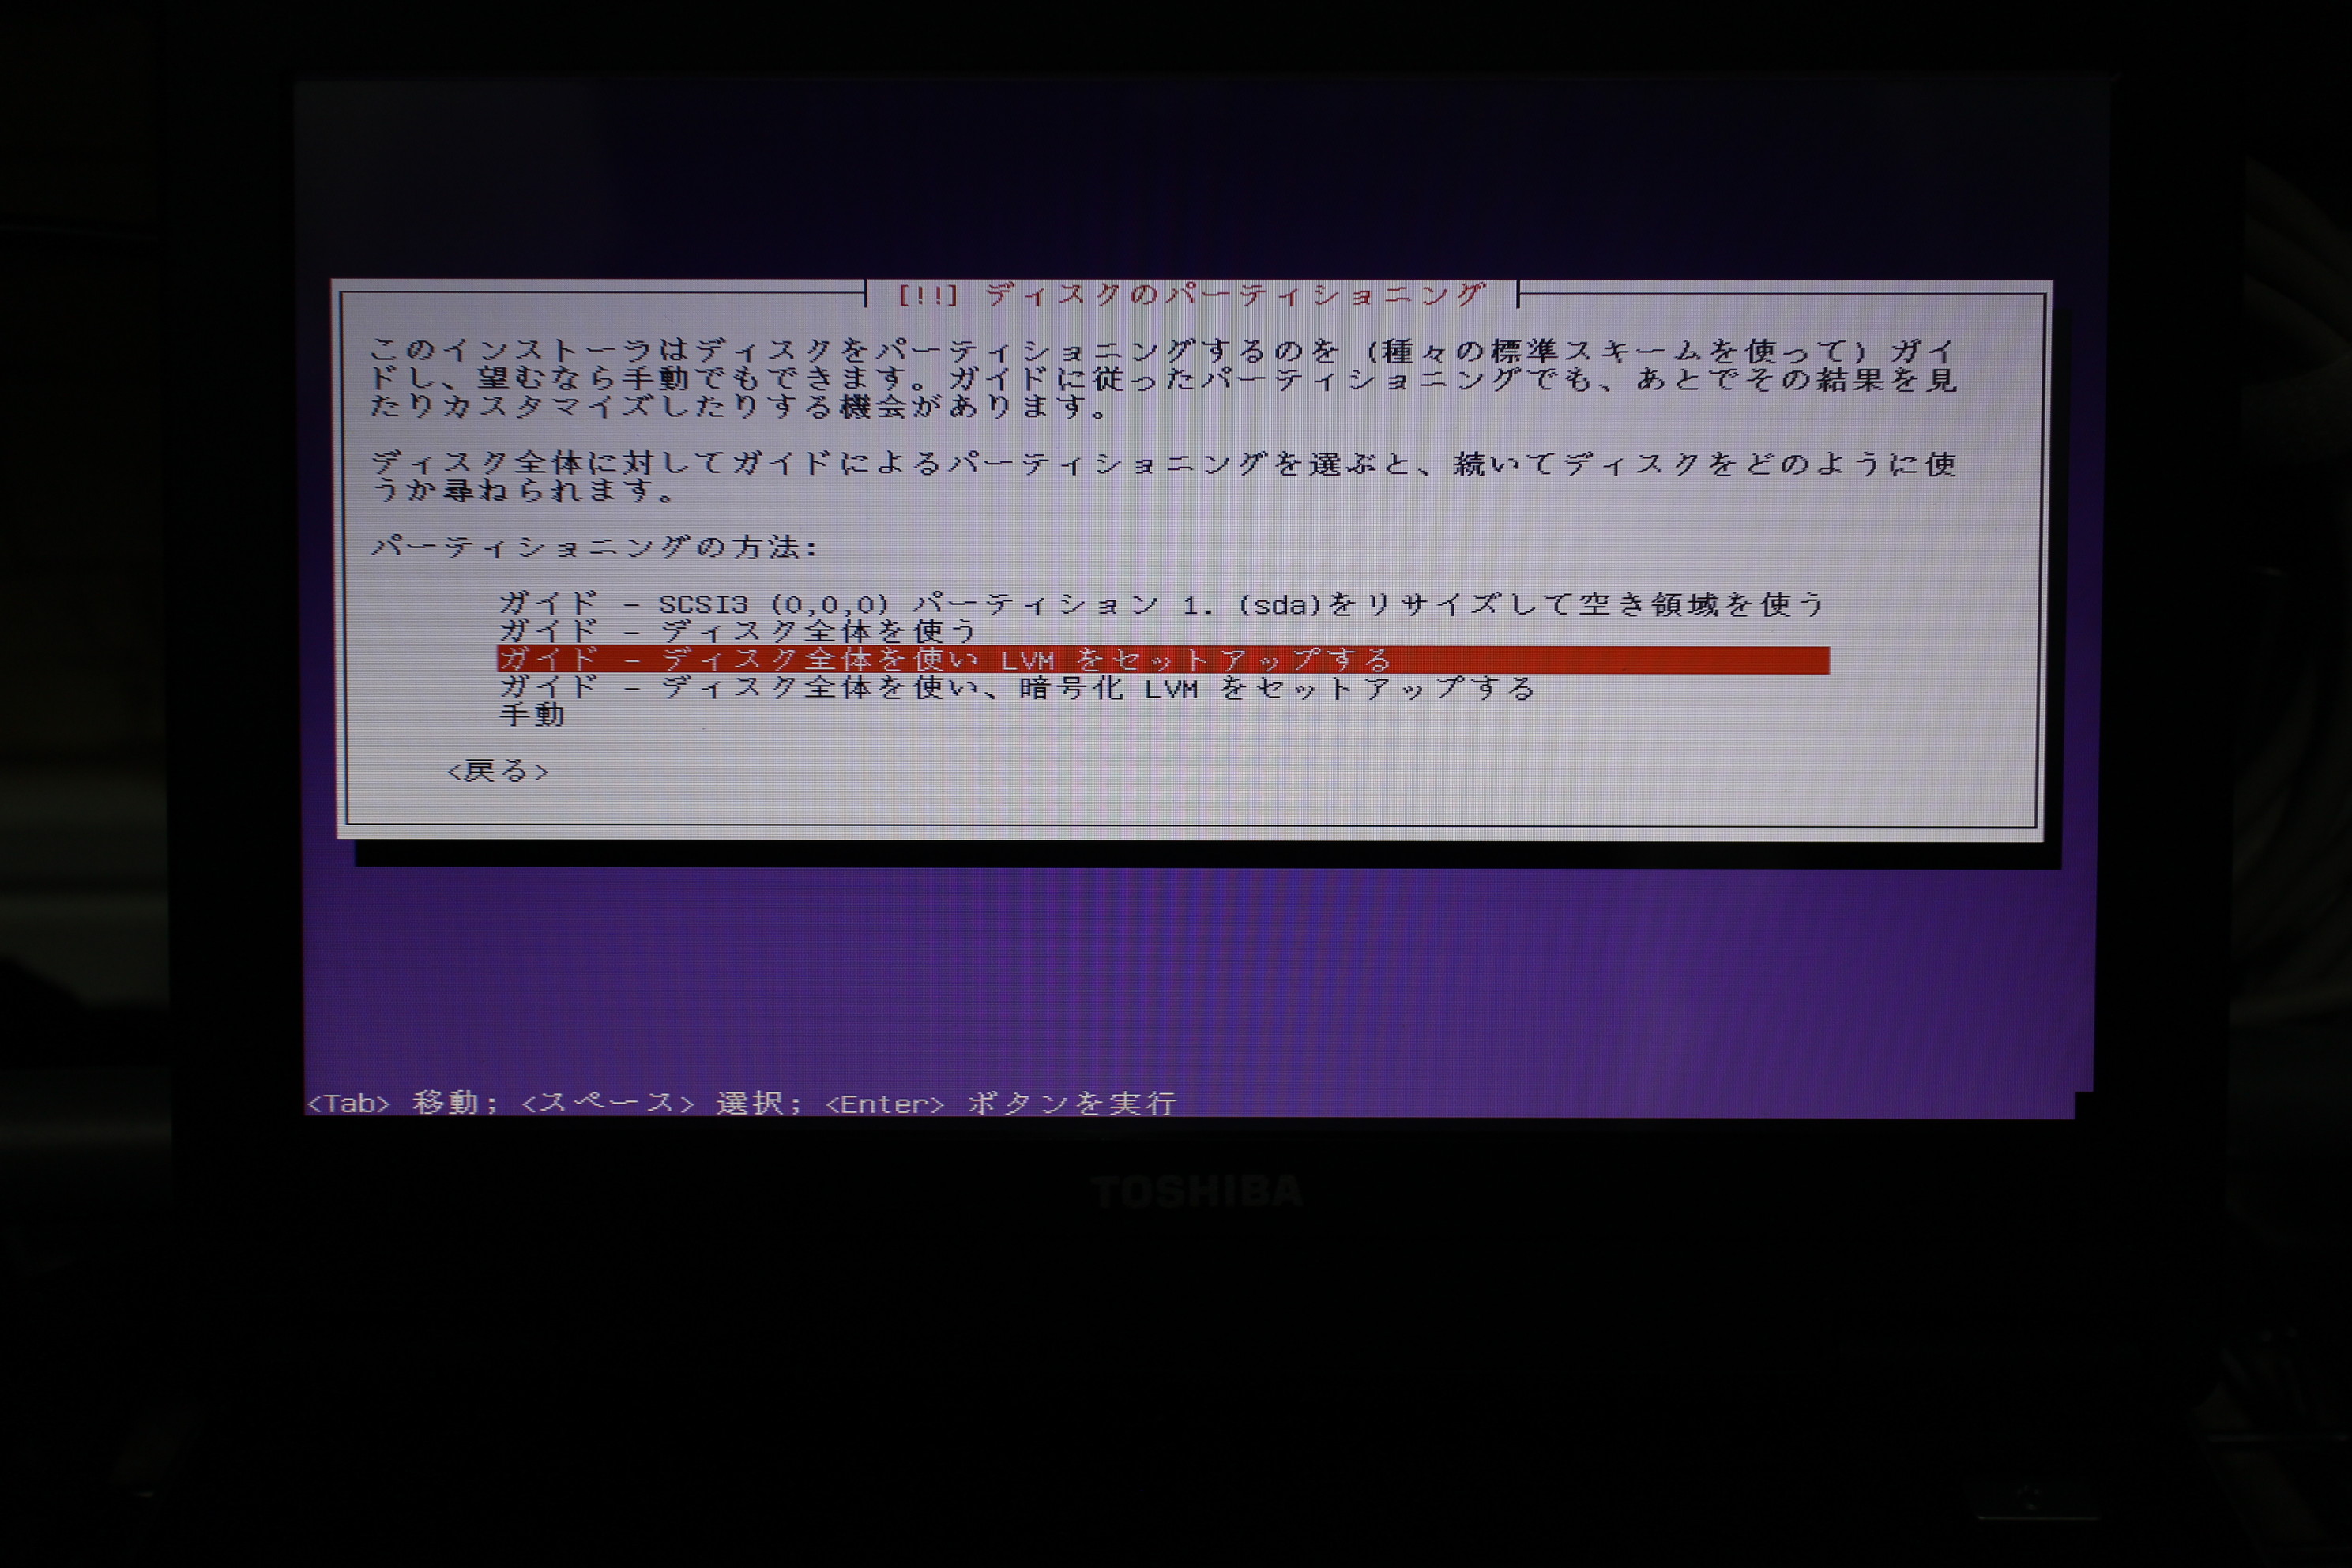 [!!] ディスクのパーティショニング
このインストーラはディスクをパーティショニングするのを (種々の標準スキームを使って) ガイ
ドし、望むなら手動でもできます。ガイドに従ったパーティショニングでも、あとでその結果を見
たりカスタマイズしたりする機会があります。
ディスク全体に対してガイドによるパーティショニングを選ぶと、続いてディスクをどのように使
うか尋ねられます。
パーティショニングの方法:
ガイド - SCSI3 (0,0,0) パーティション 1. (sda)をリサイズして空き領域を使う
ガイド - ディスク全体を使う
ガイド - ディスク全体を使い LVM をセットアップする
ガイド - ディスク全体を使い、暗号化 LVM をセットアップする
手動
<戻る>
<Tab> 移動; <スペース> 選択; <Enter> ボタンを実行
TOSHIBA